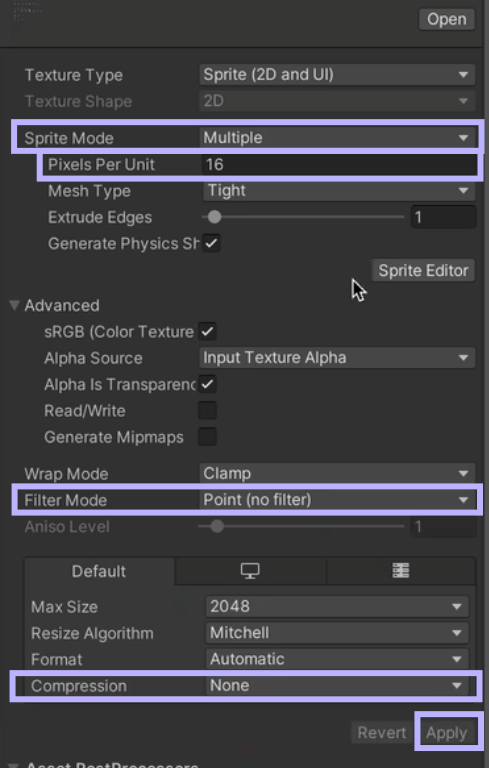 Open
Texture Type Sprite (2D and UI)
Texture Shape 2D
Sprite Mode Multiple
Pixels Per Unit 16
Mesh Type Tight
Extrude Edges 1
Generate Physics Sh
Sprite Editor
Advanced
sRGB (Color Texture
Alpha Source Input Texture Alpha
Alpha Is Transparenc
Read/Write
Generate Mipmaps
Wrap Mode Clamp
Filter Mode Point (no filter)
Aniso Level 1
Default
Max Size 2048
Resize Algorithm Mitchell
Format Automatic
Compression None
Revert Apply
Asset PostProcessors